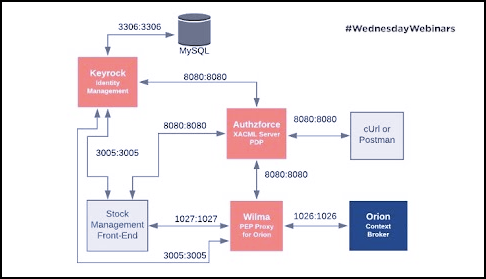 3306:3306
#WednesdayWebinars
MySQL
Keyrock
Identity
Management
8080:8080
Authzforce
XACML Server
PDP
8080:8080
8080:8080
cUrl or
Postman
3005:3005
8080:8080
Stock
Management
Front-End
1027:1027
Wilma
PEP Proxy
for Orion
1026:1026
Orion
Context
Broker
3005:3005